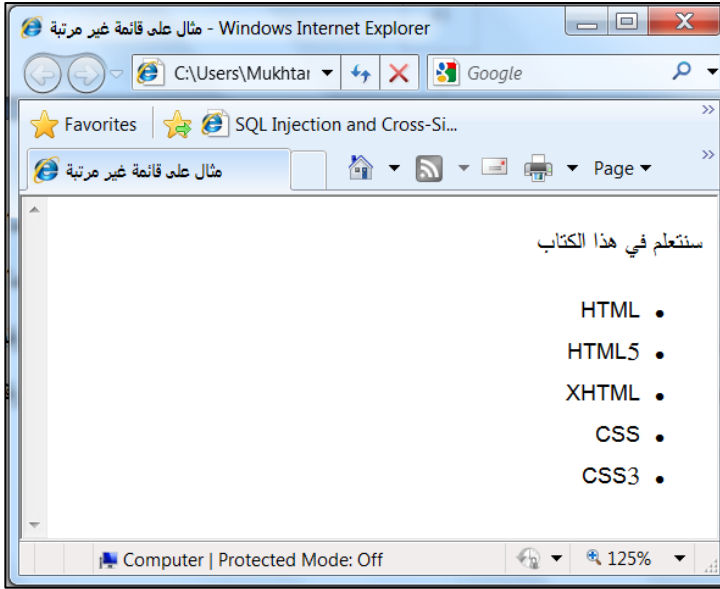 مثال على قائمة غير مرتبة - Windows Internet Explorer
C:\Users\Mukhtar
Google
Favorites
SQL Injection and Cross-Si...
مثال على قائمة غير مرتبة
Page
سنتعلم في هذا الكتاب
• HTML
• HTML5
• XHTML
• CSS
• CSS3
Computer | Protected Mode: Off
125%